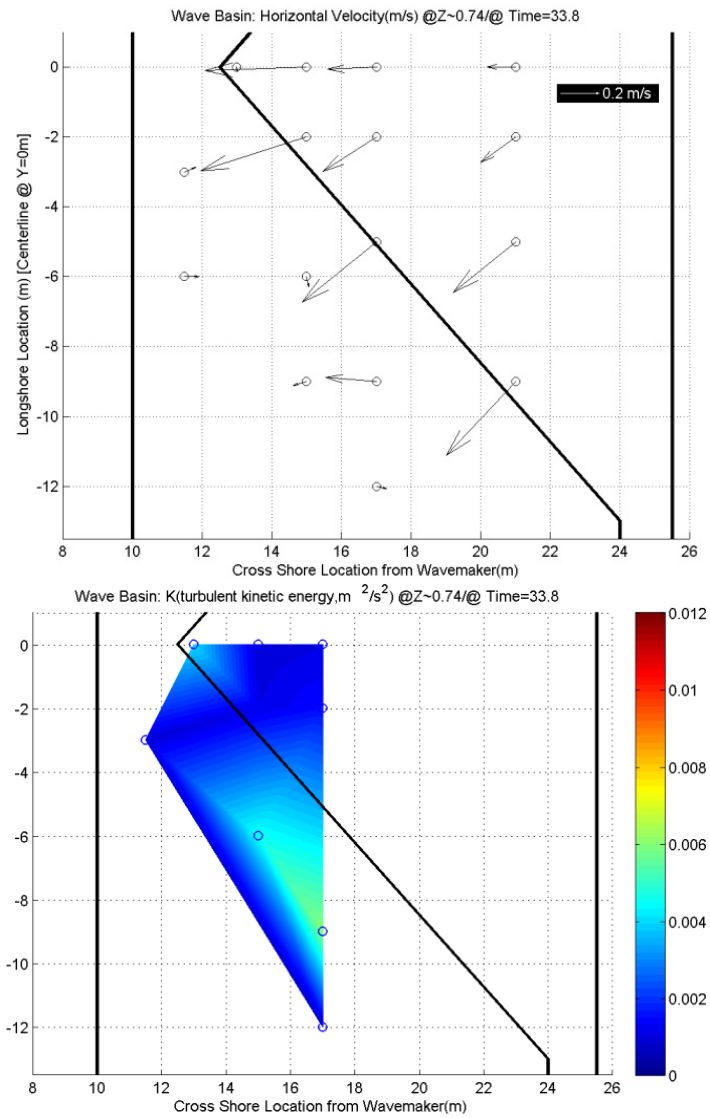 Wave Basin: Horizontal Velocity(m/s) @Z~0.74/@ Time=33.8
0
-2
-4
-6
-8
-10
-12
0.2 m/s
Longshore Location (m) [Centerline @ Y=0m]
8 10 12 14 16 18 20 22 24 26
Cross Shore Location from Wavemaker(m)
Wave Basin: K(turbulent kinetic energy,m ²/s²) @Z~0.74/@ Time=33.8
0
-2
-4
-6
-8
-10
-12
0.012
0.01
0.008
0.006
0.004
0.002
0
8 10 12 14 16 18 20 22 24 26
Cross Shore Location from Wavemaker(m)